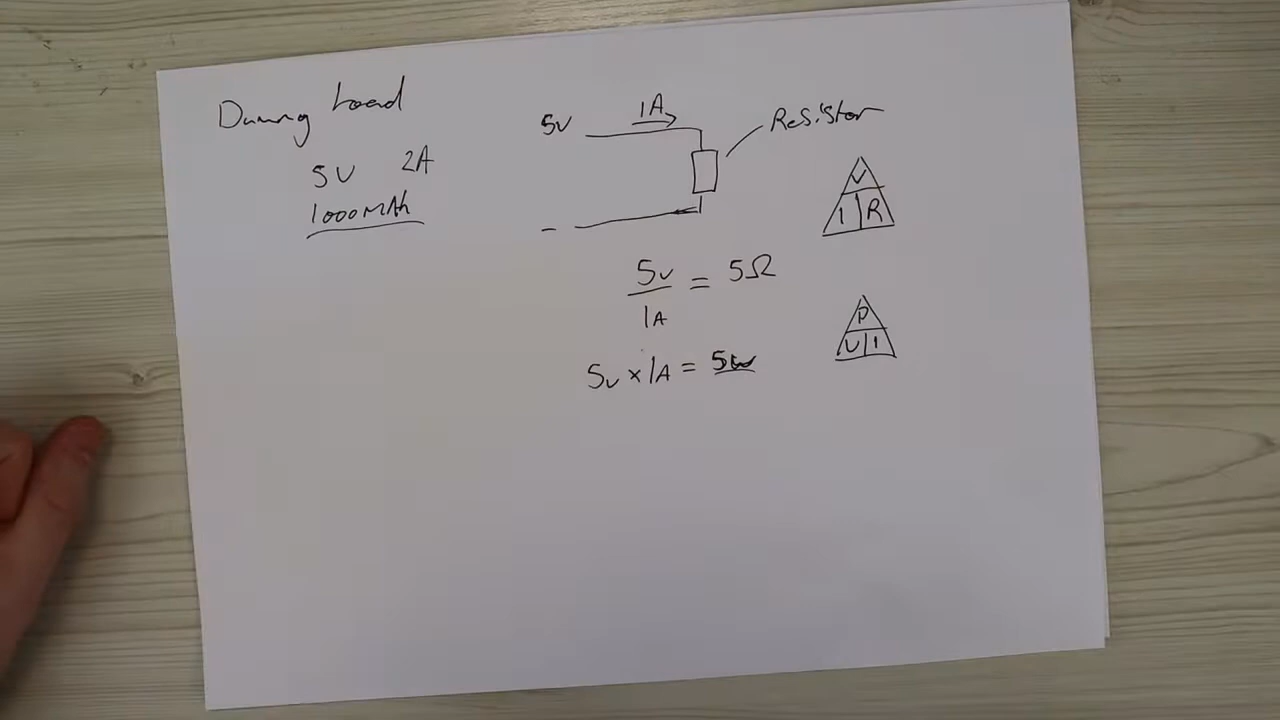 Dummy Load
5V 2A
1000mAh
5V 1A Resistor
-
V
I R
5V
1A = 5Ω
P
V I
5V × 1A = 5W